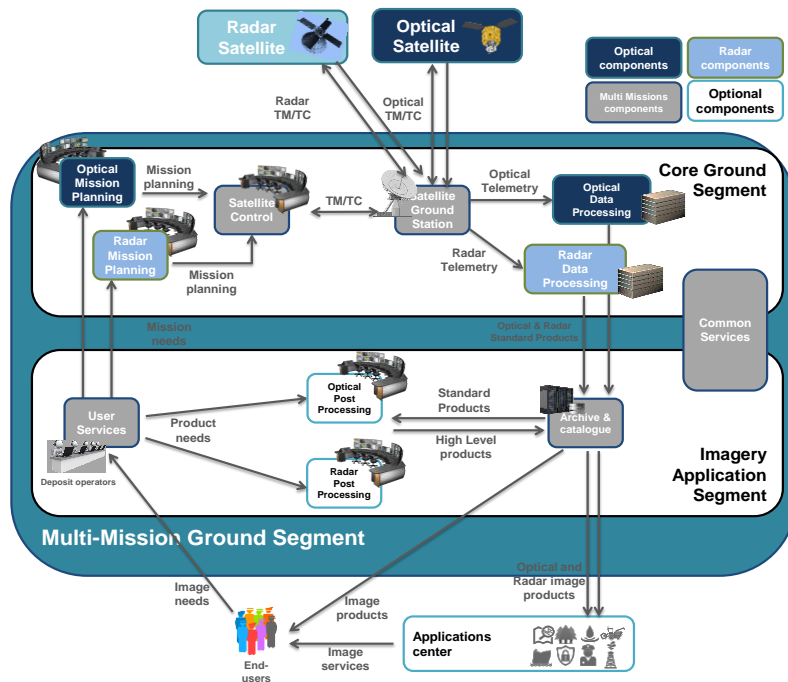 Radar
Satellite
Optical
Satellite
Optical
components
Radar
components
Multi Missions
components
Optional
components
Radar
TM/TC
Optical
TM/TC
Core Ground
Segment
Optical
Mission
Planning
Mission
planning
Satellite
Control
TM/TC
Satellite
Ground
Station
Optical
Telemetry
Optical
Data
Processing
Radar
Mission
Planning
Mission
planning
Radar
Telemetry
Radar
Data
Processing
Mission
needs
Optical & Radar
Standard Products
Common
Services
User
Services
Deposit operators
Product
needs
Optical
Post
Processing
Radar
Post
Processing
Standard
Products
High Level
products
Archive &
catalogue
Imagery
Application
Segment
Multi-Mission Ground Segment
Image
needs
Image
products
Optical and
Radar image
products
End-
users
Image
services
Applications
center